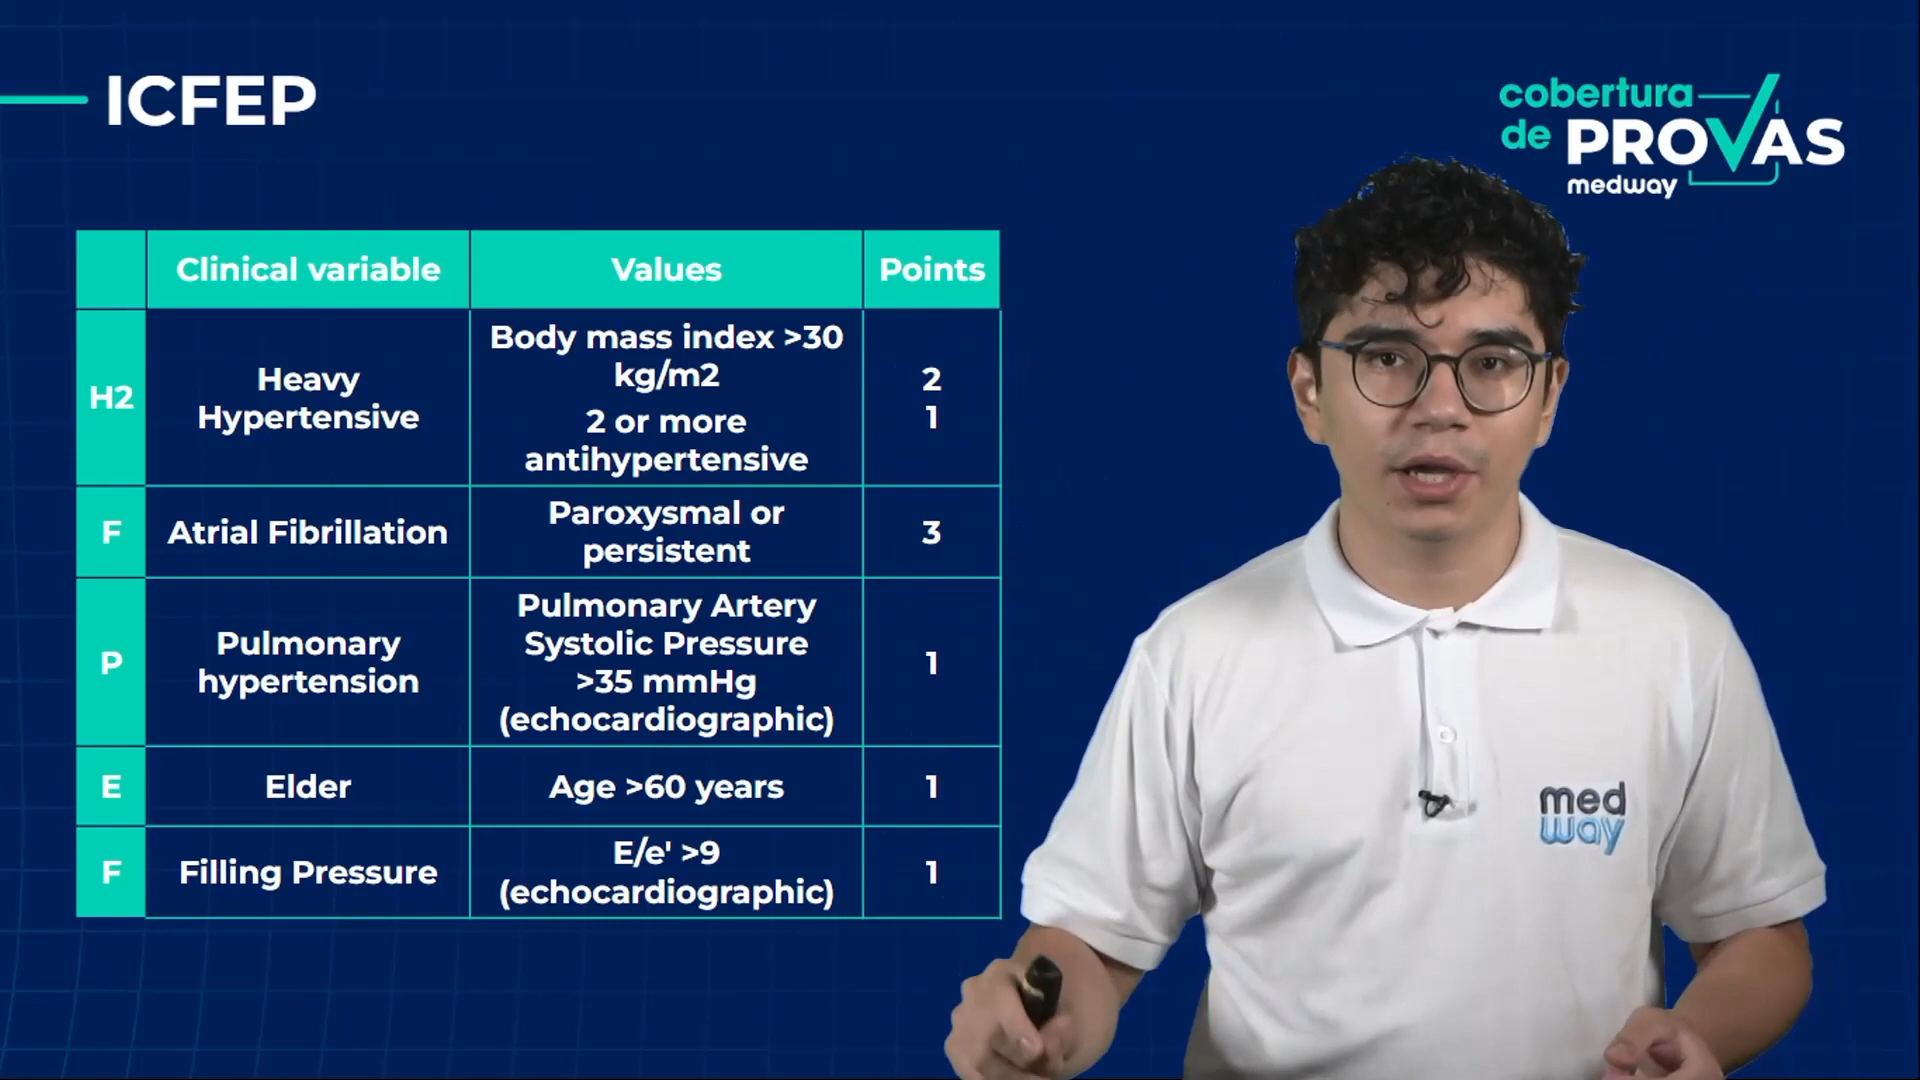 ICFEP
cobertura
de PROVAS
medway
Clinical variable
Values
Points
H2
Heavy
Hypertensive
Body mass index >30
kg/m2
2 or more
antihypertensive
2
1
F
Atrial Fibrillation
Paroxysmal or
persistent
3
P
Pulmonary
hypertension
Pulmonary Artery
Systolic Pressure
>35 mmHg
(echocardiographic)
1
E
Elder
Age >60 years
1
F
Filling Pressure
E/e' >9
(echocardiographic)
1
med
way